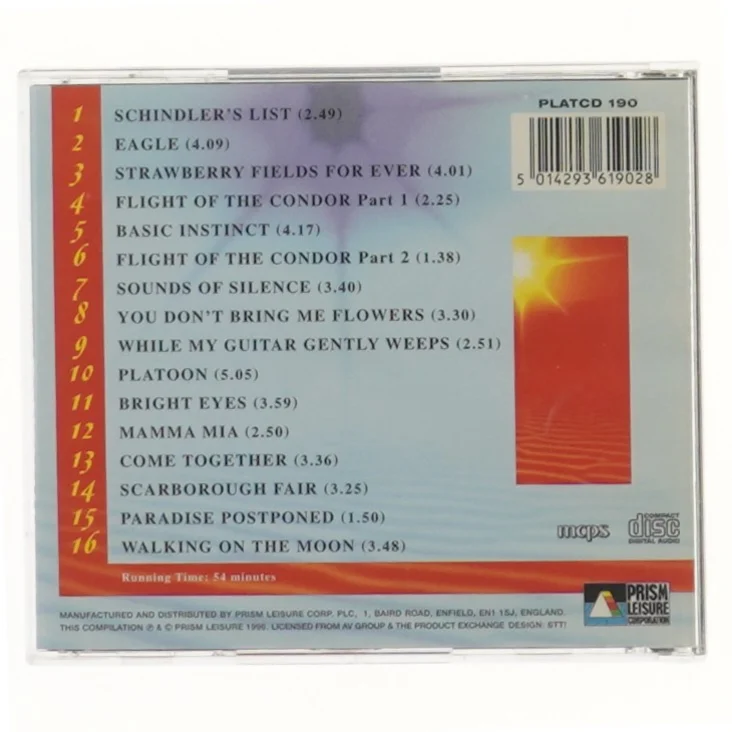 1 SCHINDLER'S LIST (2.49)
2 EAGLE (4.09)
3 STRAWBERRY FIELDS FOR EVER (4.01)
4 FLIGHT OF THE CONDOR Part 1 (2.25)
5 BASIC INSTINCT (4.17)
6 FLIGHT OF THE CONDOR Part 2 (1.38)
7 SOUNDS OF SILENCE (3.40)
8 YOU DON'T BRING ME FLOWERS (3.30)
9 WHILE MY GUITAR GENTLY WEEPS (2.51)
10 PLATOON (5.05)
11 BRIGHT EYES (3.59)
12 MAMMA MIA (2.50)
13 COME TOGETHER (3.36)
14 SCARBOROUGH FAIR (3.25)
15 PARADISE POSTPONED (1.50)
16 WALKING ON THE MOON (3.48)
Running Time: 54 minutes
PLATCD 190
5 014293 619028
mcps
COMPACT
disc
DIGITAL AUDIO
PRISM
LEISURE
CORPORATION
MANUFACTURED AND DISTRIBUTED BY PRISM LEISURE CORP. PLC, 1, BAIRD ROAD, ENFIELD, EN1 1SJ, ENGLAND.
THIS COMPILATION ℗ & © PRISM LEISURE LICENSED FROM AV GROUP & THE PRODUCT EXCHANGE DESIGN: